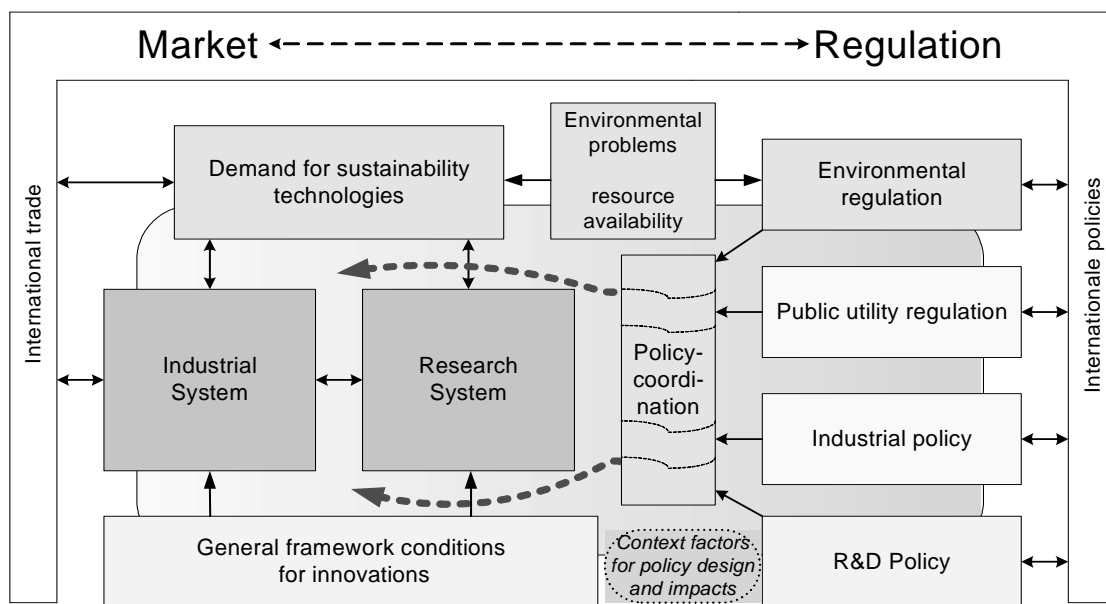 Market
Regulation
International trade
Demand for sustainability
technologies
Environmental
problems
resource
availability
Environmental
regulation
Internationale policies
Industrial
System
Research
System
Policy-
coordi-
nation
Public utility regulation
Industrial policy
General framework conditions
for innovations
Context factors
for policy design
and impacts
R&D Policy